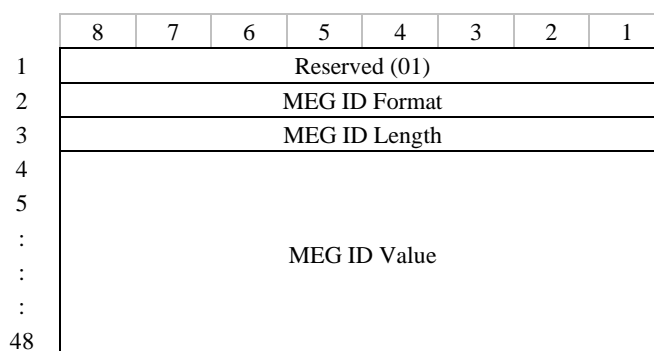 8 7 6 5 4 3 2 1
1 Reserved (01)
2 MEG ID Format
3 MEG ID Length
4
5
:
MEG ID Value
:
:
48